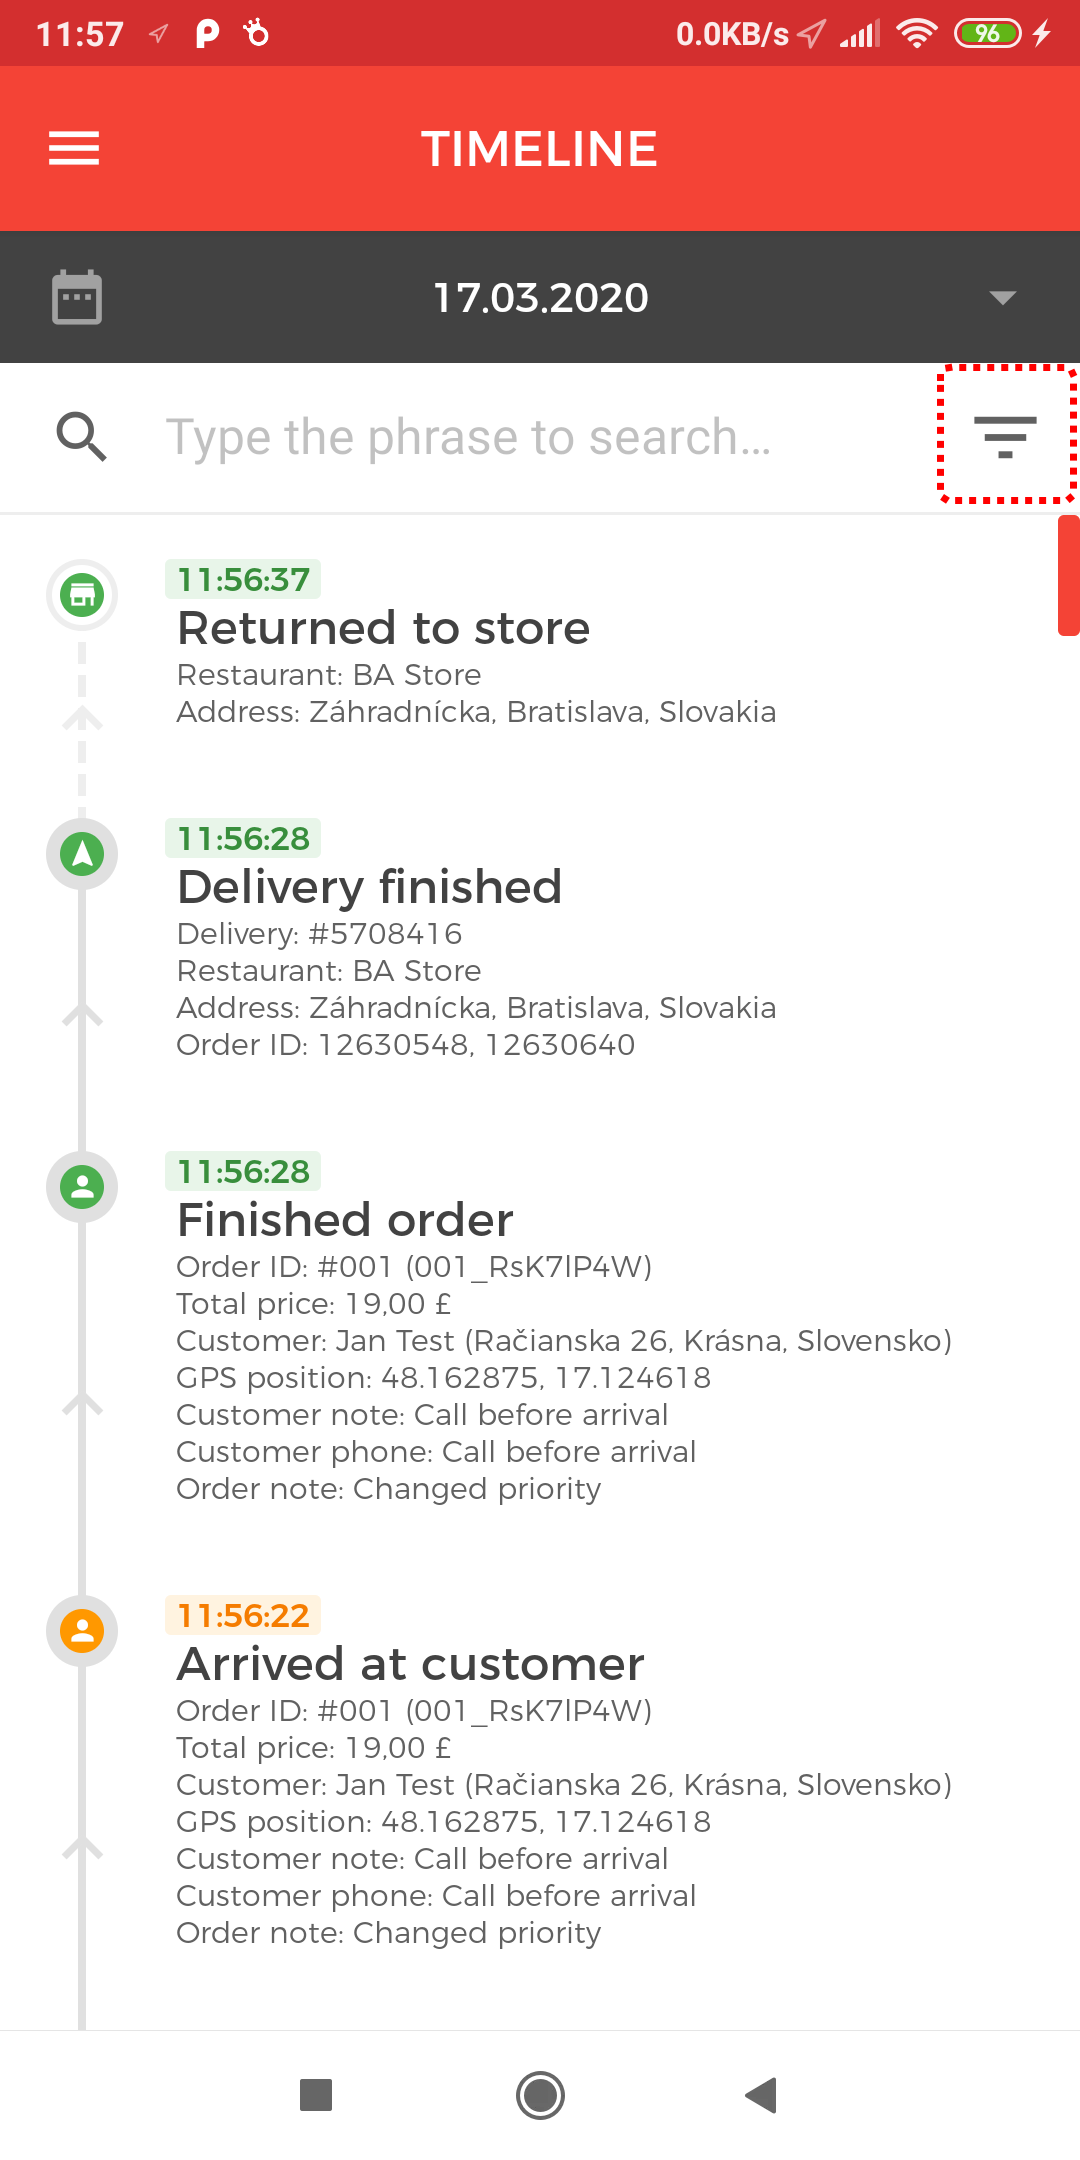 11:57
0.0KB/s
96
TIMELINE
17.03.2020
Type the phrase to search...
11:56:37
Returned to store
Restaurant: BA Store
Address: Záhradnícka, Bratislava, Slovakia
11:56:28
Delivery finished
Delivery: #5708416
Restaurant: BA Store
Address: Záhradnícka, Bratislava, Slovakia
Order ID: 12630548, 12630640
11:56:28
Finished order
Order ID: #001 (001_RsK7lP4W)
Total price: 19,00 £
Customer: Jan Test (Račianska 26, Krásna, Slovensko)
GPS position: 48.162875, 17.124618
Customer note: Call before arrival
Customer phone: Call before arrival
Order note: Changed priority
11:56:22
Arrived at customer
Order ID: #001 (001_RsK7lP4W)
Total price: 19,00 £
Customer: Jan Test (Račianska 26, Krásna, Slovensko)
GPS position: 48.162875, 17.124618
Customer note: Call before arrival
Customer phone: Call before arrival
Order note: Changed priority